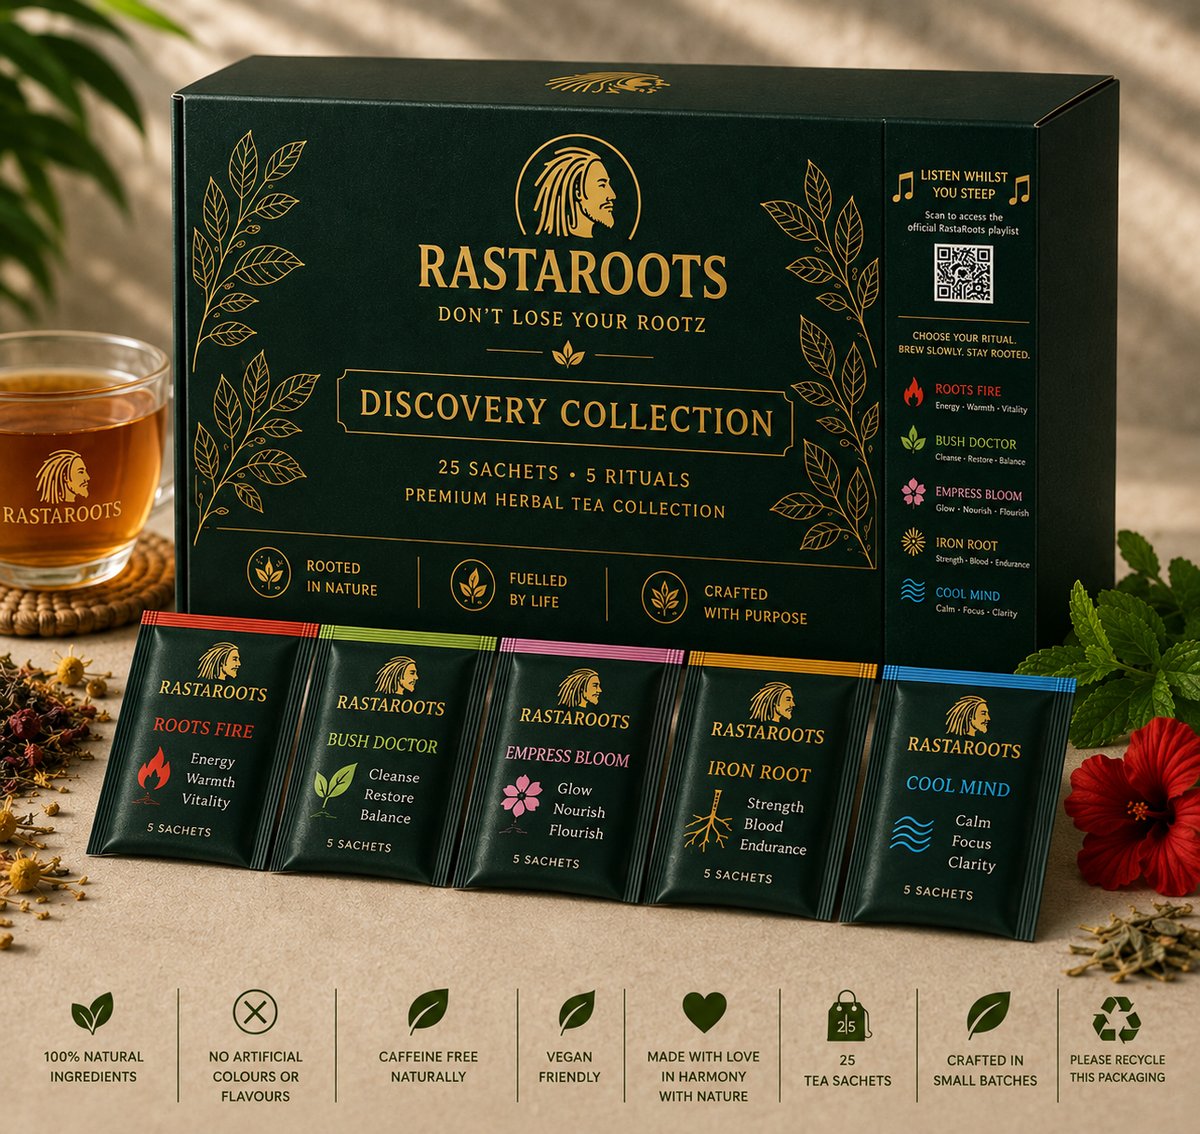 RASTAROOTS
DON'T LOSE YOUR ROOTZ
DISCOVERY COLLECTION
25 SACHETS • 5 RITUALS
PREMIUM HERBAL TEA COLLECTION
ROOTED
IN NATURE
FUELLED
BY LIFE
CRAFTED
WITH PURPOSE
LISTEN WHILST
YOU STEEP
Scan to access the
official RastaRoots playlist
CHOOSE YOUR RITUAL.
BREW SLOWLY. STAY ROOTED.
ROOTS FIRE
Energy • Warmth • Vitality
BUSH DOCTOR
Cleanse • Restore • Balance
EMPRESS BLOOM
Glow • Nourish • Flourish
IRON ROOT
Strength • Blood • Endurance
COOL MIND
Calm • Focus • Clarity
RASTAROOTS
RASTAROOTS
ROOTS FIRE
Energy
Warmth
Vitality
5 SACHETS
RASTAROOTS
BUSH DOCTOR
Cleanse
Restore
Balance
5 SACHETS
RASTAROOTS
EMPRESS BLOOM
Glow
Nourish
Flourish
5 SACHETS
RASTAROOTS
IRON ROOT
Strength
Blood
Endurance
5 SACHETS
RASTAROOTS
COOL MIND
Calm
Focus
Clarity
5 SACHETS
100% NATURAL
INGREDIENTS
NO ARTIFICIAL
COLOURS OR
FLAVOURS
CAFFEINE FREE
NATURALLY
VEGAN
FRIENDLY
MADE WITH LOVE
IN HARMONY
WITH NATURE
25
25
TEA SACHETS
CRAFTED IN
SMALL BATCHES
PLEASE RECYCLE
THIS PACKAGING